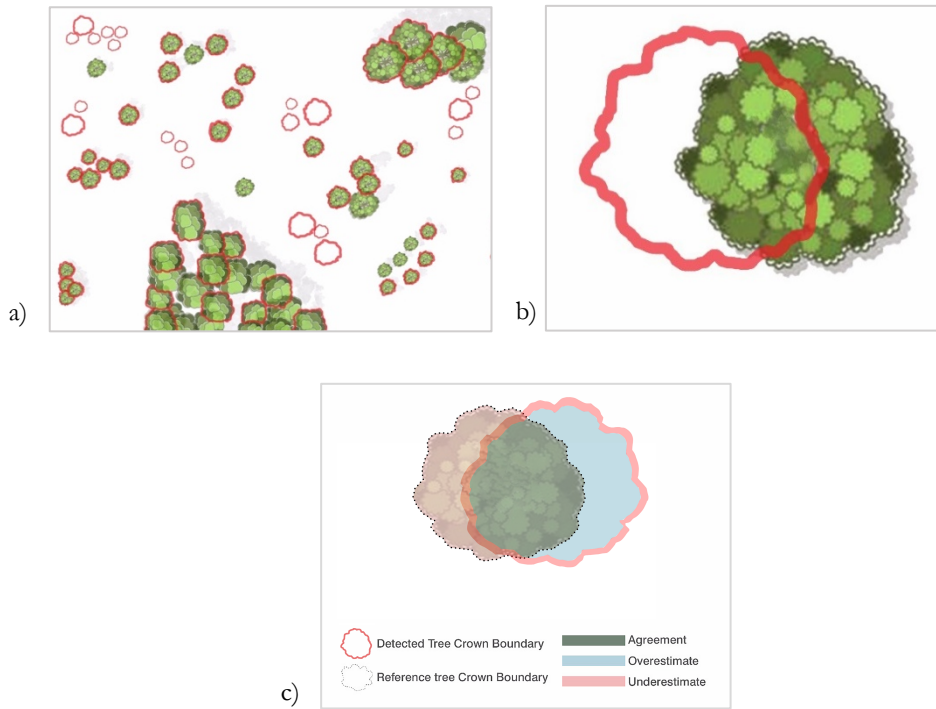 a)
b)
c)
Detected Tree Crown Boundary
Reference tree Crown Boundary
Agreement
Overestimate
Underestimate